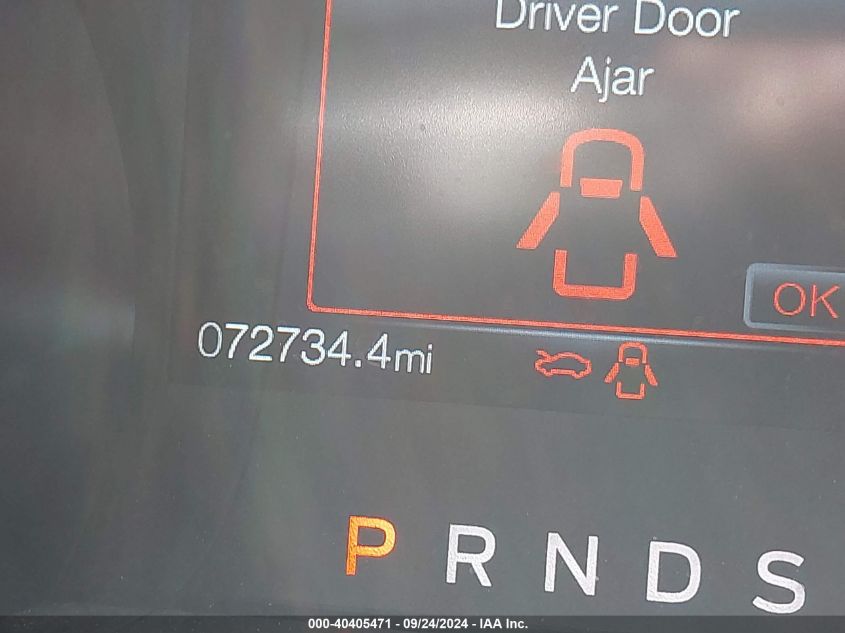 Driver Door
Ajar
OK
072734.4mi
P R N D S
000-40405471 - 09/24/2024 - IAA Inc.